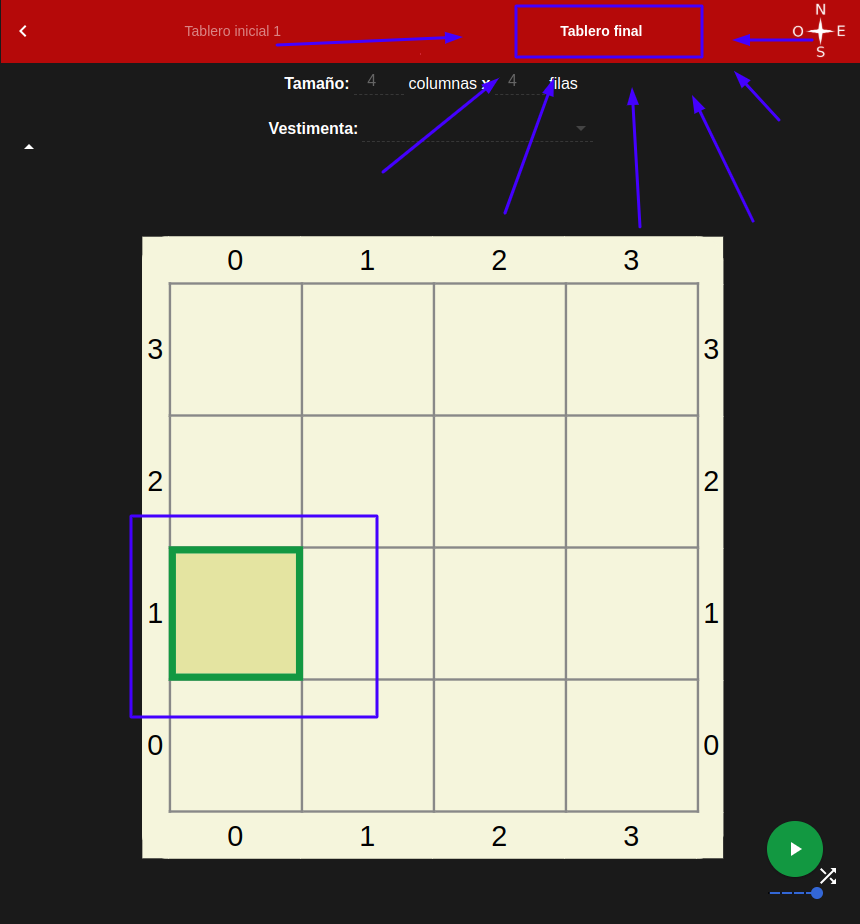 N
Tablero inicial 1 Tablero final O E
S
Tamaño: 4 columnas x 4 filas
Vestimenta:
0 1 2 3
3 3
2 2
1 1
0 0
0 1 2 3